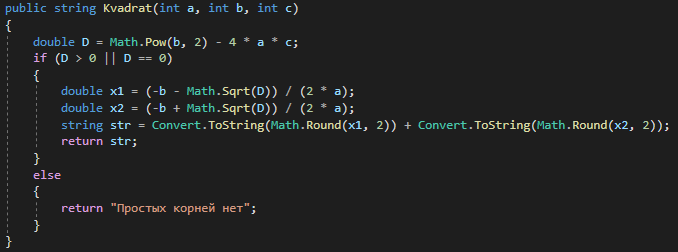 public string Kvadrat(int a, int b, int c)
{
double D = Math.Pow(b, 2) - 4 * a * c;
if (D > 0 || D == 0)
{
double x1 = (-b - Math.Sqrt(D)) / (2 * a);
double x2 = (-b + Math.Sqrt(D)) / (2 * a);
string str = Convert.ToString(Math.Round(x1, 2)) + Convert.ToString(Math.Round(x2, 2));
return str;
}
else
{
return "Простых корней нет";
}
}